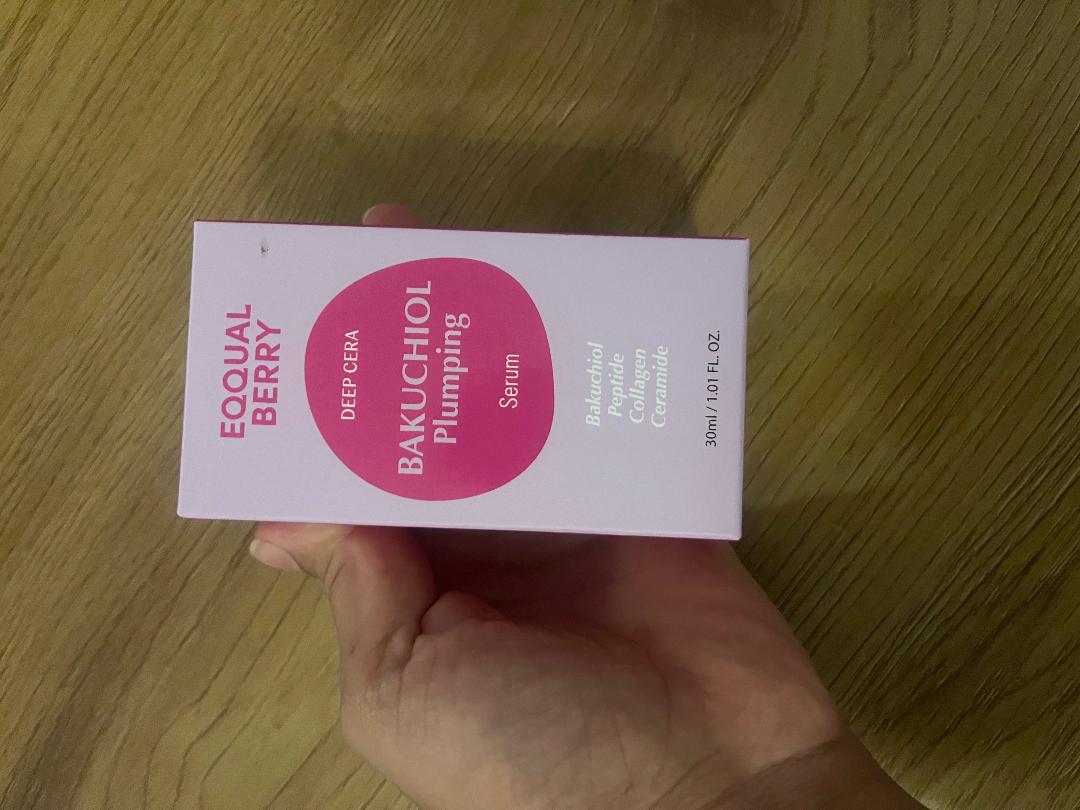 EQQUAL
BERRY
DEEP CERA
BAKUCHIOL
Plumping
Serum
Bakuchiol
Peptide
Collagen
Ceramide
30ml / 1.01 FL. OZ.